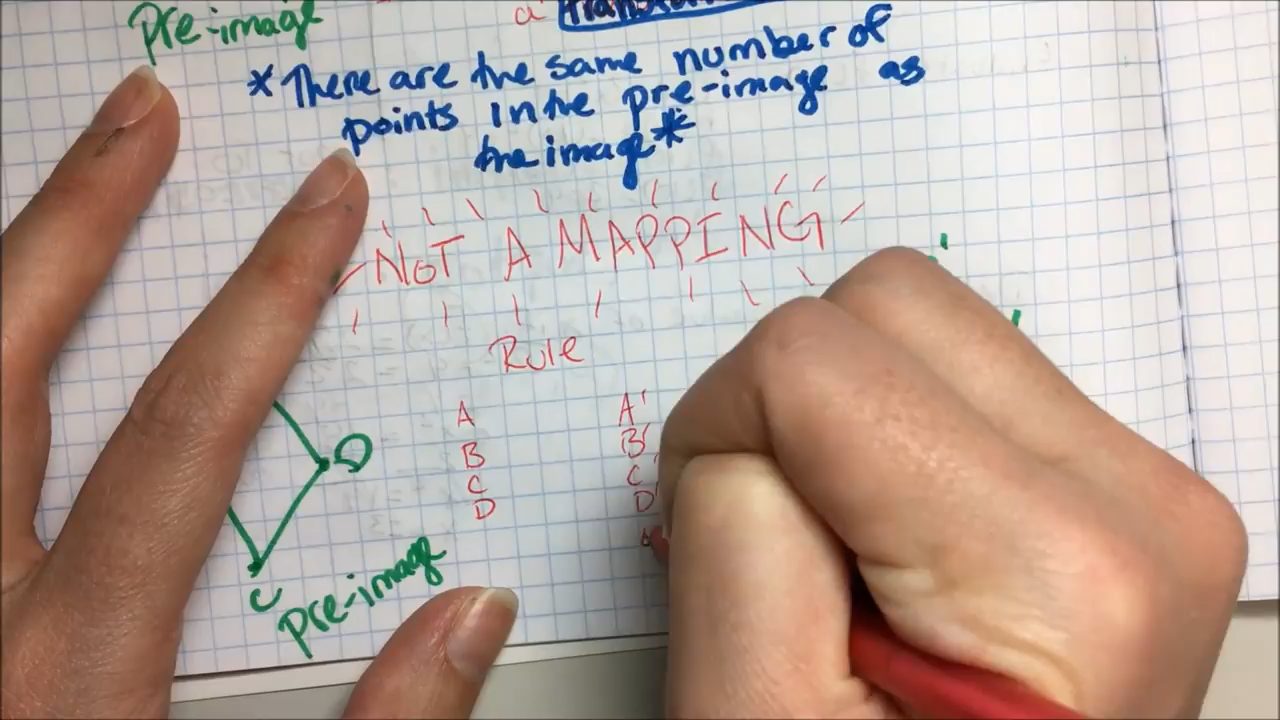 Pre-image
a
*There are the same number of
points in the pre-image as
the image*
NOT A MAPPING
Rule
A A'
B B'
C C
D D'
D
C
pre-image